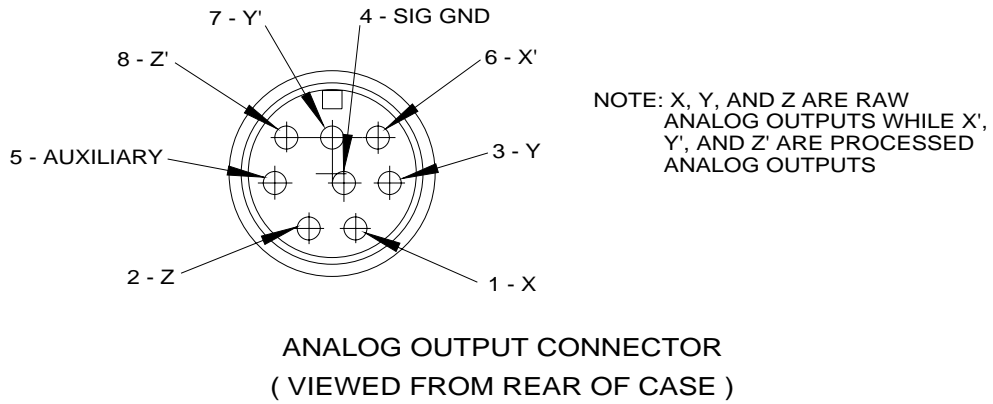 7 - Y'
4 - SIG GND
8 - Z'
6 - X'
5 - AUXILIARY
3 - Y
2 - Z
1 - X
NOTE: X, Y, AND Z ARE RAW
ANALOG OUTPUTS WHILE X',
Y', AND Z' ARE PROCESSED
ANALOG OUTPUTS
ANALOG OUTPUT CONNECTOR
( VIEWED FROM REAR OF CASE )